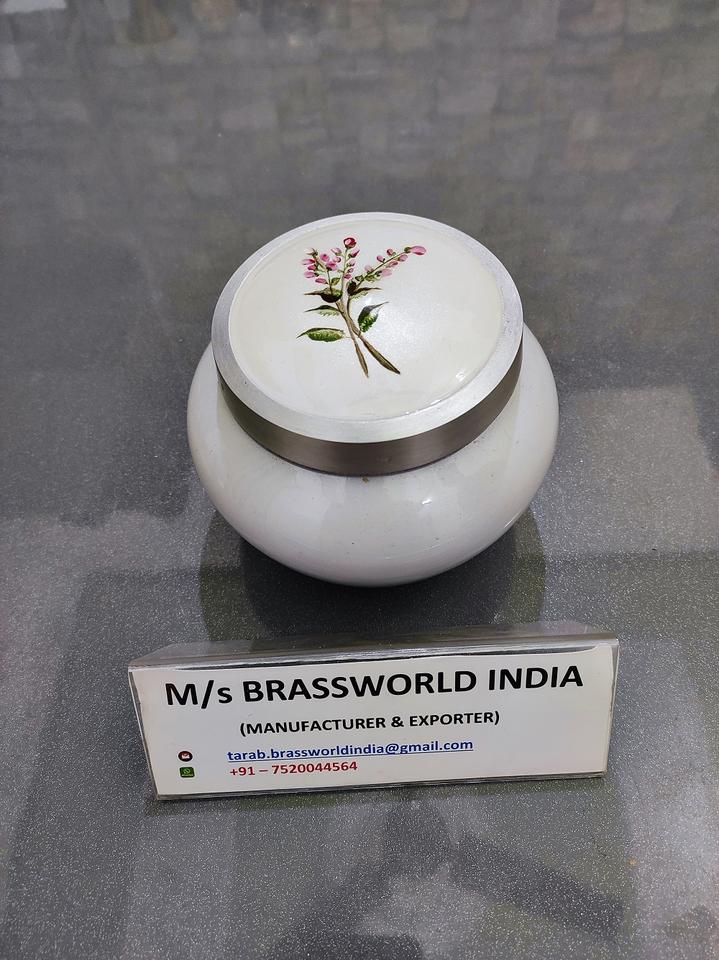 M/s BRASSWORLD INDIA
(MANUFACTURER & EXPORTER)
tarab.brassworldindia@gmail.com
+91 – 7520044564